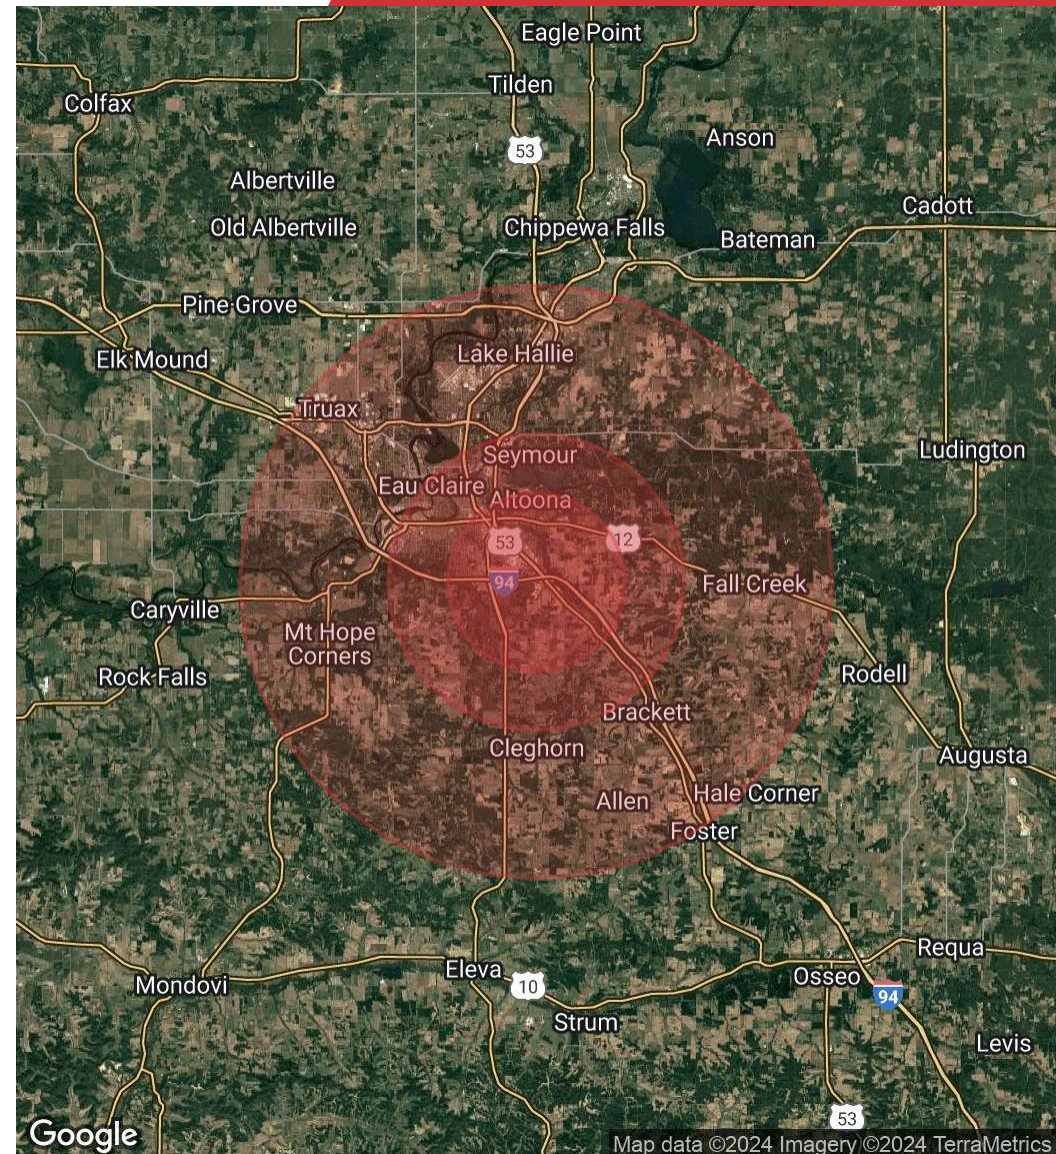 Eagle Point
Tilden
Colfax
53
Anson
Albertville
Cadott
Old Albertville
Chippewa Falls
Bateman
Pine Grove
Lake Hallie
Elk Mound
Truax
Ludington
Seymour
Eau Claire
Altoona
53
12
94
Fall Creek
Caryville
Mt Hope
Corners
Rock Falls
Rodell
Brackett
Cleghorn
Augusta
Allen
Hale Corner
Foster
Requa
Eleva
Osseo
Mondovi
10
94
Strum
Levis
53
Google
Map data ©2024 Imagery ©2024 TerraMetrics